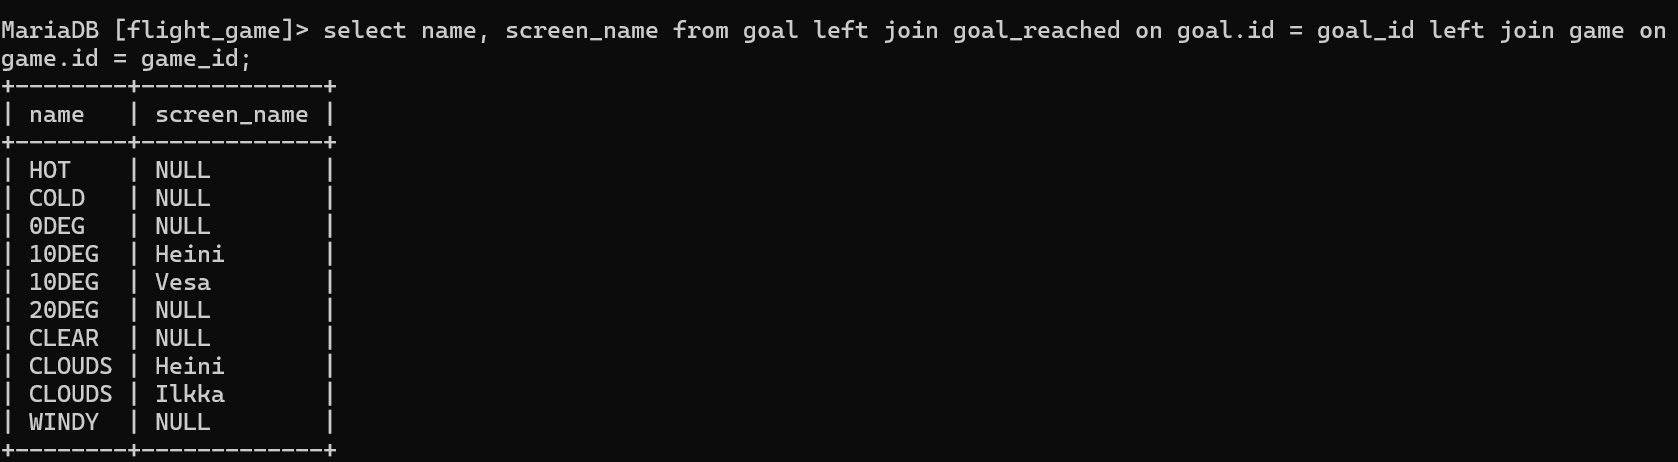 MariaDB [flight_game]> select name, screen_name from goal left join goal_reached on goal.id = goal_id left join game on
game.id = game_id;
+--------+-------------+
| name   | screen_name |
+--------+-------------+
| HOT    | NULL        |
| COLD   | NULL        |
| 0DEG   | NULL        |
| 10DEG  | Heini       |
| 10DEG  | Vesa        |
| 20DEG  | NULL        |
| CLEAR  | NULL        |
| CLOUDS | Heini       |
| CLOUDS | Ilkka       |
| WINDY  | NULL        |
+--------+-------------+